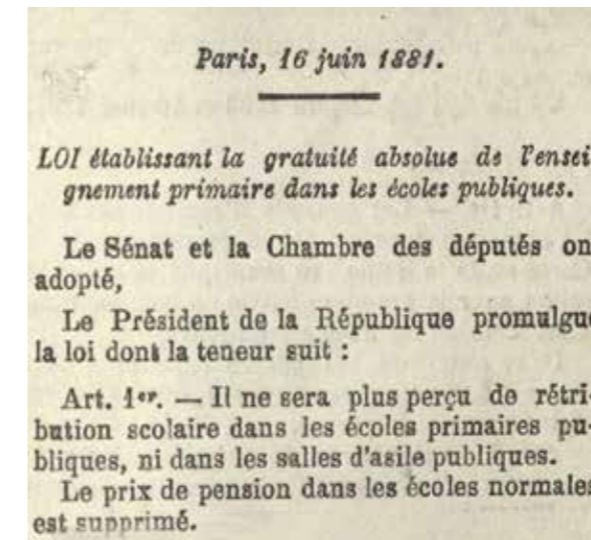 Paris, 16 juin 1881.
LOI établissant la gratuité absolue de l'ensei
gnement primaire dans les écoles publiques.
Le Sénat et la Chambre des députés on
adopté,
Le Président de la République promulgue
la loi dont la teneur suit :
Art. 1er. — Il ne sera plus perçu de rétri-
bution scolaire dans les écoles primaires pu-
bliques, ni dans les salles d'asile publiques.
Le prix de pension dans les écoles normales
est supprimé.